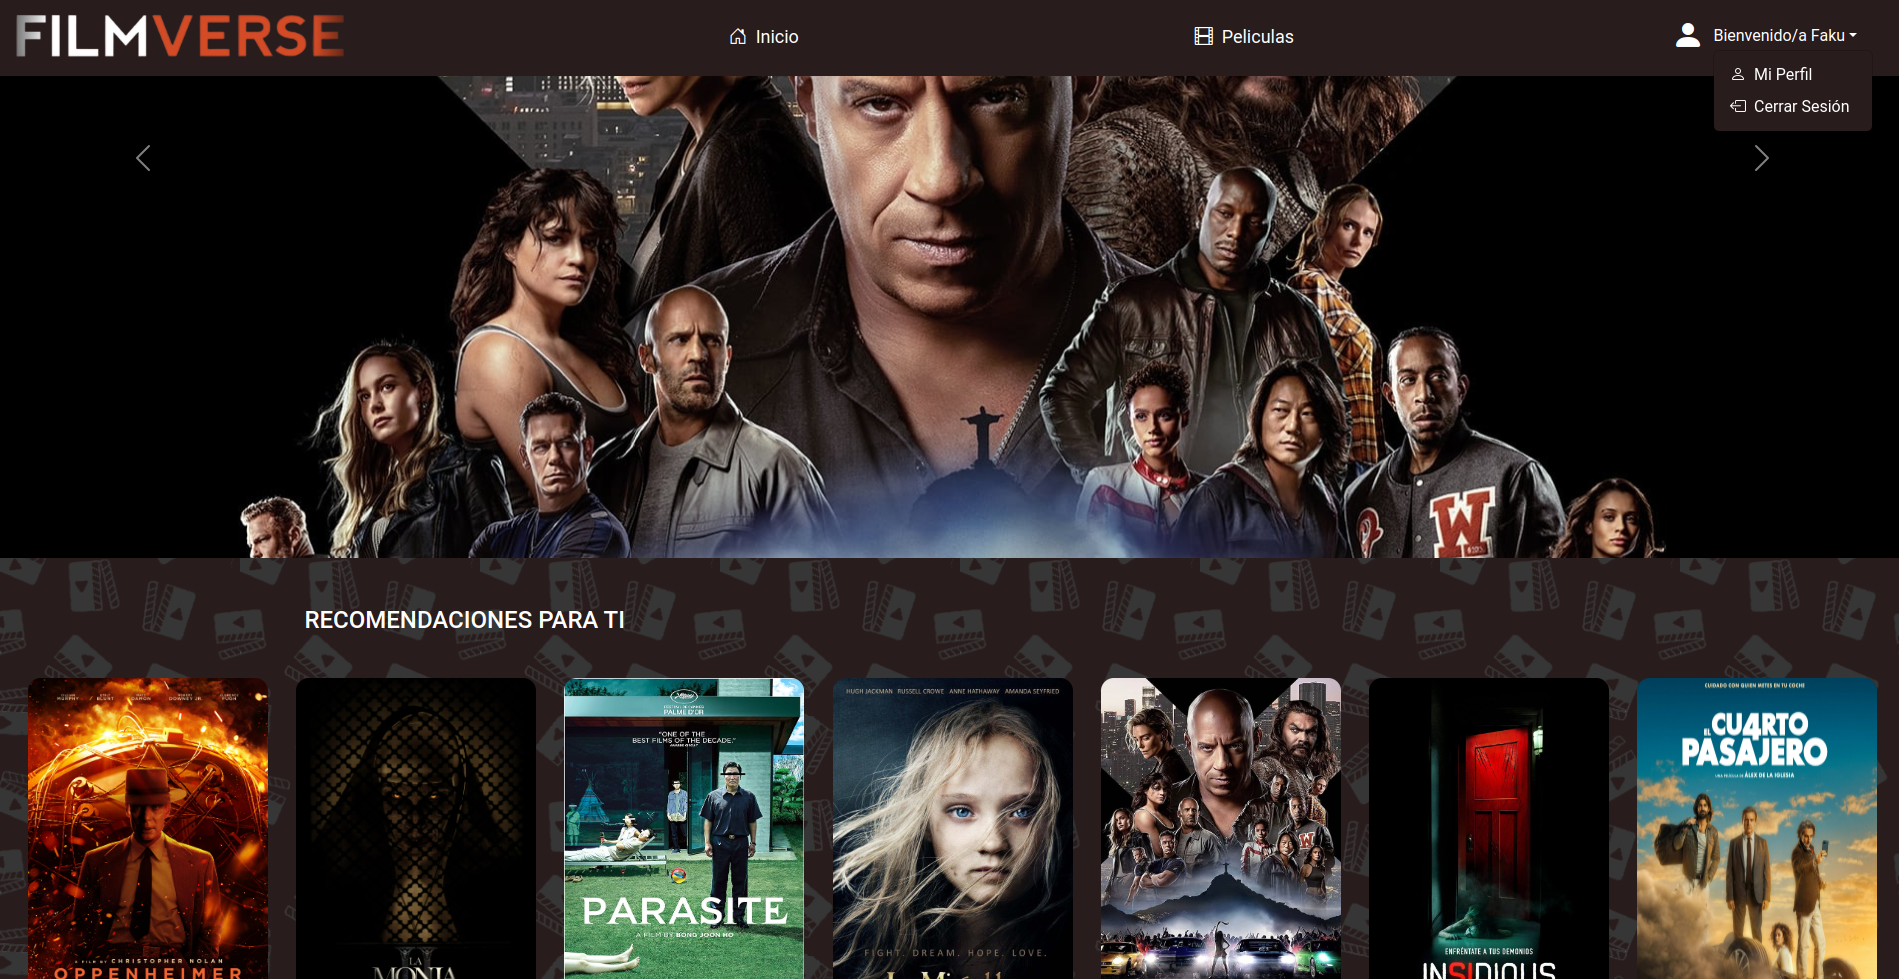 FILMVERSE
Inicio
Peliculas
Bienvenido/a Faku
Mi Perfil
Cerrar Sesión
W
RECOMENDACIONES PARA TI
A FILM BY CHRISTOPHER NOLAN
OPPENHEIMER
LA
MONJA
PALME D'OR
"ONE OF THE
BEST FILMS OF THE DECADE."
PARASITE
A FILM BY BONG JOON HO
HUGH JACKMAN RUSSELL CROWE ANNE HATHAWAY AMANDA SEYFRIED
FIGHT. DREAM. HOPE. LOVE.
W
ENFRÉNTATE A TUS DEMONIOS
INSIDIOUS
CUIDADO CON QUIEN METES EN TU COCHE
EL CU4RTO
PASAJERO
UNA PELÍCULA DE ÁLEX DE LA IGLESIA